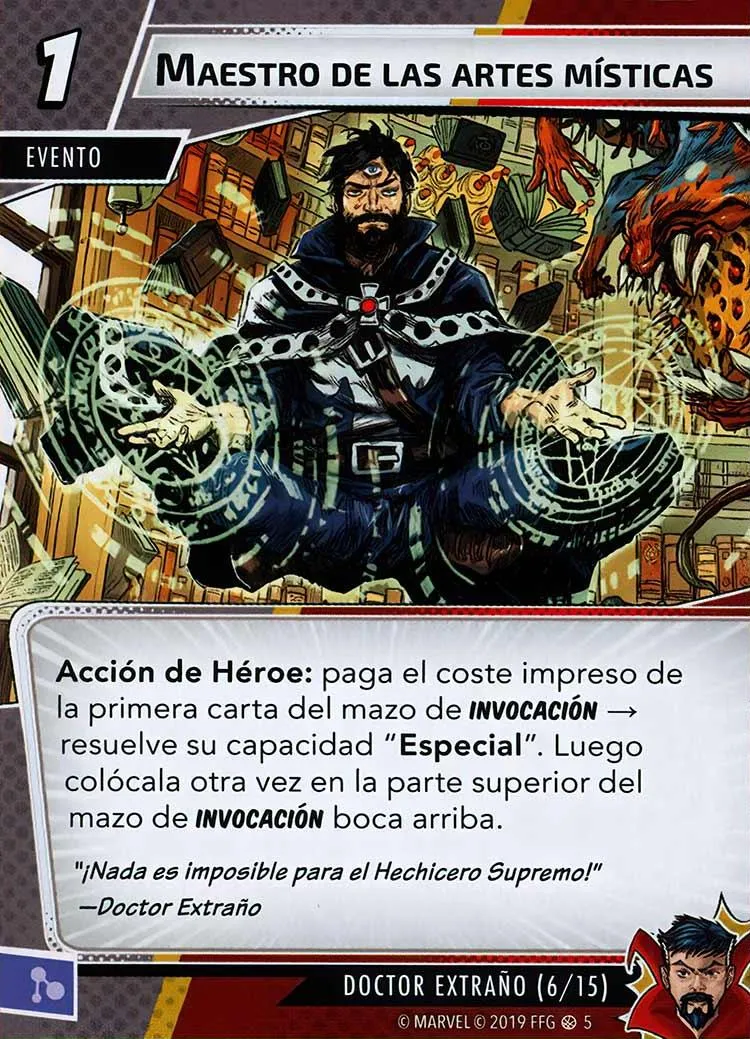 1
MAESTRO DE LAS ARTES MÍSTICAS
EVENTO
Acción de Héroe: paga el coste impreso de
la primera carta del mazo de INVOCACIÓN →
resuelve su capacidad “Especial”. Luego
colócala otra vez en la parte superior del
mazo de INVOCACIÓN boca arriba.
"¡Nada es imposible para el Hechicero Supremo!"
—Doctor Extraño
DOCTOR EXTRAÑO (6/15)
© MARVEL © 2019 FFG 5